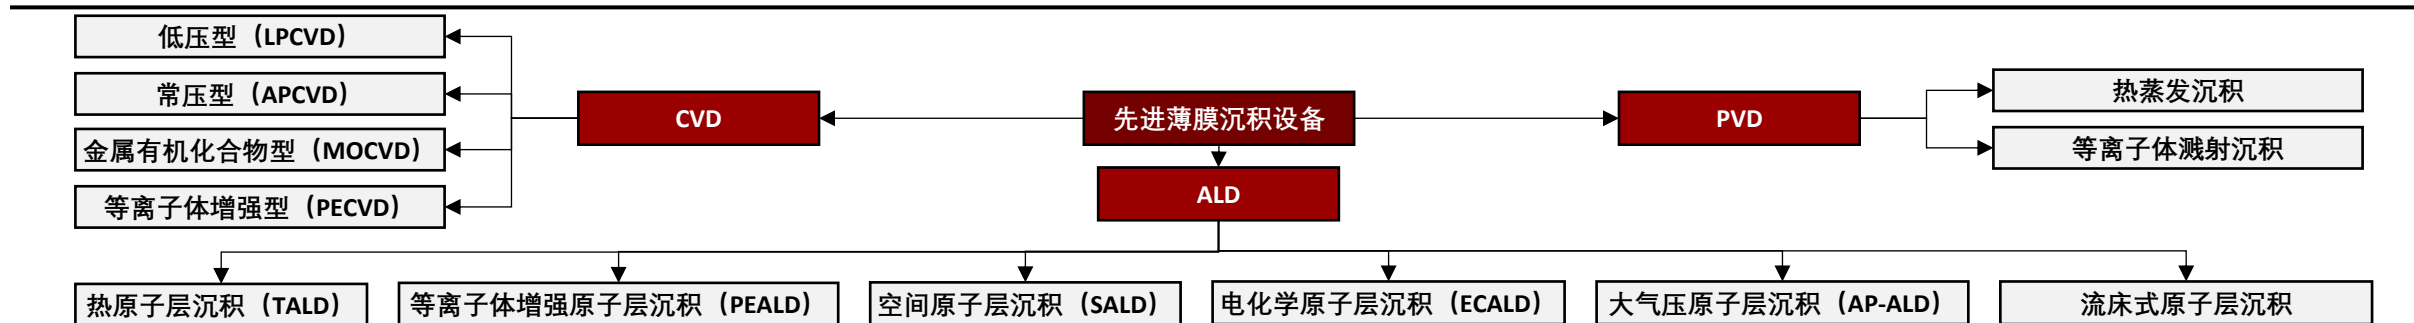 低压型（LPCVD）
常压型（APCVD）
金属有机化合物型（MOCVD）
等离子体增强型（PECVD）
CVD
先进薄膜沉积设备
PVD
热蒸发沉积
等离子体溅射沉积
ALD
热原子层沉积（TALD）
等离子体增强原子层沉积（PEALD）
空间原子层沉积（SALD）
电化学原子层沉积（ECALD）
大气压原子层沉积（AP-ALD）
流床式原子层沉积